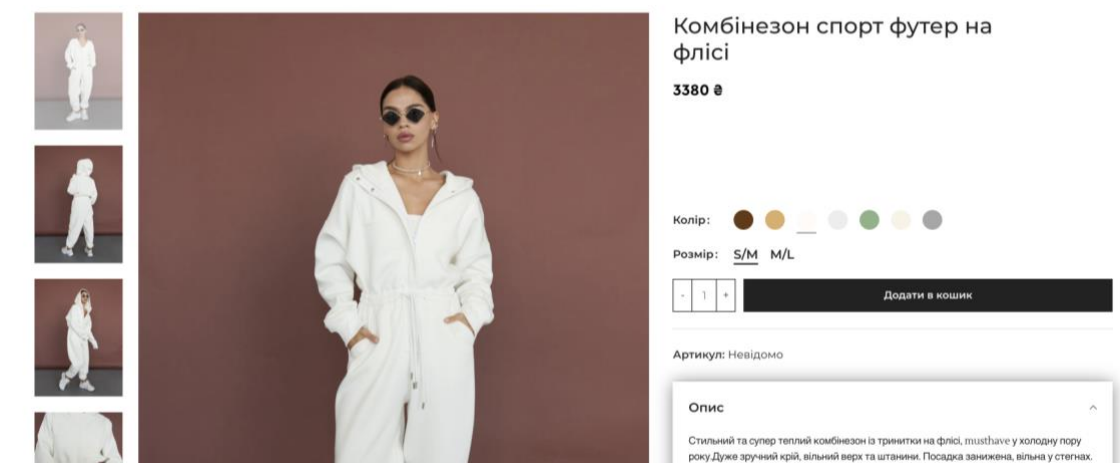 Комбінезон спорт футер на
флісі
3380 ₴
Колір:
Розмір: S/M M/L
- 1 + Додати в кошик
Артикул: Невідомо
Опис
Стильний та супер теплий комбінезон із тринитки на флісі, musthave у холодну пору
року.Дуже зручний крій, вільний верх та штанини. Посадка занижена, вільна у стегнах.